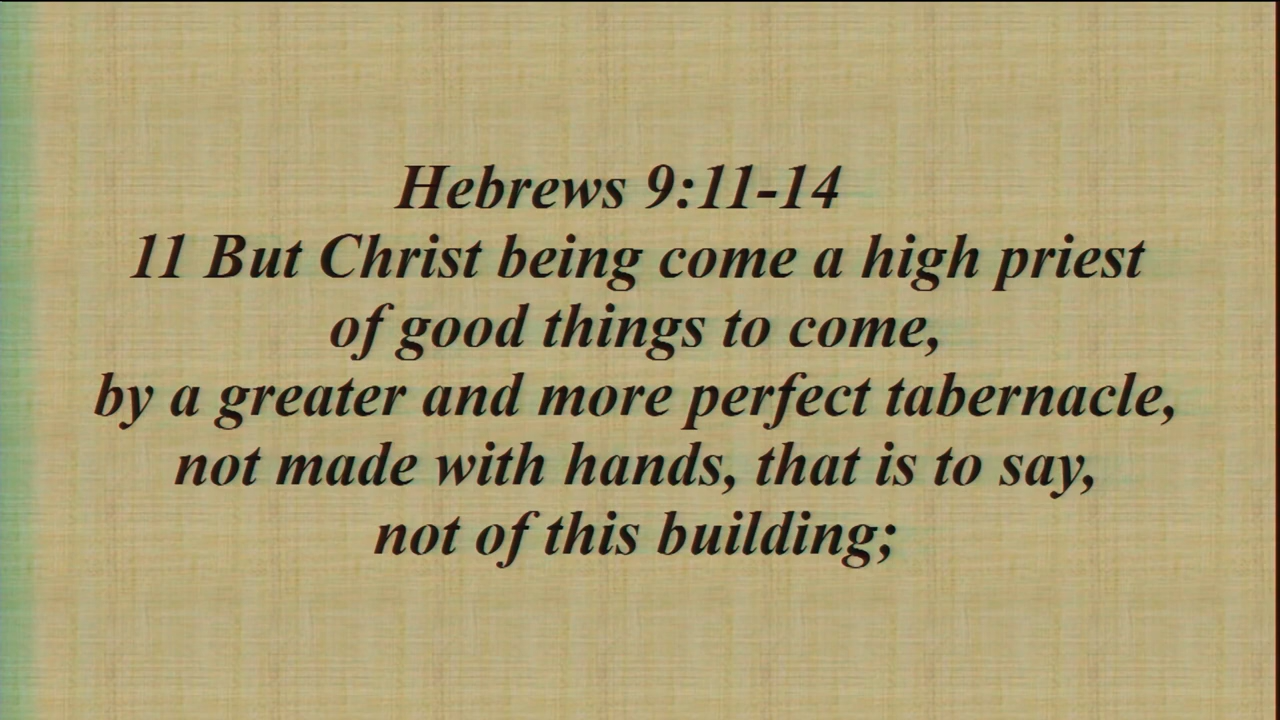 Hebrews 9:11-14
11 But Christ being come a high priest
of good things to come,
by a greater and more perfect tabernacle,
not made with hands, that is to say,
not of this building;